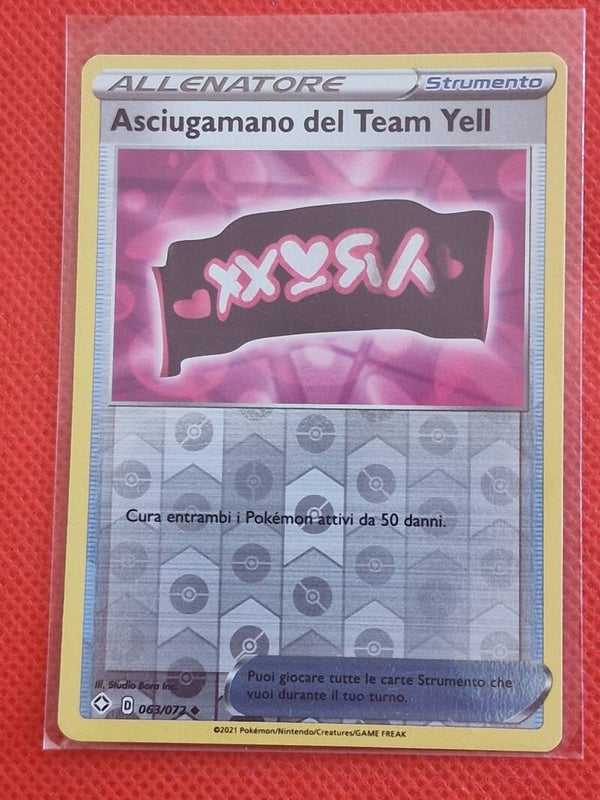 ALLENATORE Strumento
Asciugamano del Team Yell
Cura entrambi i Pokémon attivi da 50 danni.
Puoi giocare tutte le carte Strumento che
vuoi durante il tuo turno.
Ill. Studio Bora Inc.
D 063/072
©2021 Pokémon/Nintendo/Creatures/GAME FREAK